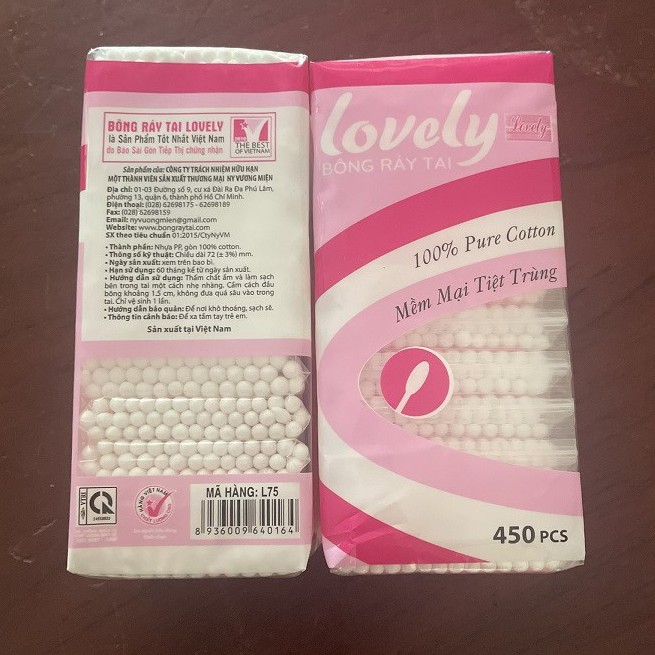 BÔNG RÁY TAI LOVELY
là Sản Phẩm Tốt Nhất Việt Nam
do Báo Sài Gòn Tiếp Thị chứng nhận
THE BEST
OF VIETNAM
Sản phẩm của: CÔNG TY TRÁCH NHIỆM HỮU HẠN
MỘT THÀNH VIÊN SẢN XUẤT THƯƠNG MẠI NY VƯƠNG MIỆN
Địa chỉ: 01-03 Đường số 9, cư xá Đài Ra Đa Phú Lâm,
phường 13, quận 6, thành phố Hồ Chí Minh.
Điện thoại: (028) 62698175 - 62698189
Fax: (028) 62698159
Email: nyvuongmien@gmail.com
Website: www.bongraytai.com
SX theo tiêu chuẩn 01:2015/CtyNyVM
• Thành phần: Nhựa PP, gòn 100% cotton.
• Thông số kỹ thuật: Chiều dài 72 (± 3%) mm.
• Ngày sản xuất: xem trên bao bì.
• Hạn sử dụng: 60 tháng kể từ ngày sản xuất.
• Hướng dẫn sử dụng: Thấm chất ẩm và làm sạch
bên trong tai một cách nhẹ nhàng. Cầm cách đầu
bông khoảng 1,5 cm, không đưa quá sâu vào trong
tai. Chỉ vệ sinh 1 lần.
• Hướng dẫn bảo quản: Để nơi khô thoáng, sạch sẽ.
• Thông tin cảnh báo: Để xa tầm tay trẻ em.
Sản xuất tại Việt Nam
HÀNG VIỆT NAM
CHẤT LƯỢNG CAO
MÃ HÀNG: L75
8 936009 640164
lovely
Lovely
BÔNG RÁY TAI
100% Pure Cotton
Mềm Mại Tiệt Trùng
450 PCS